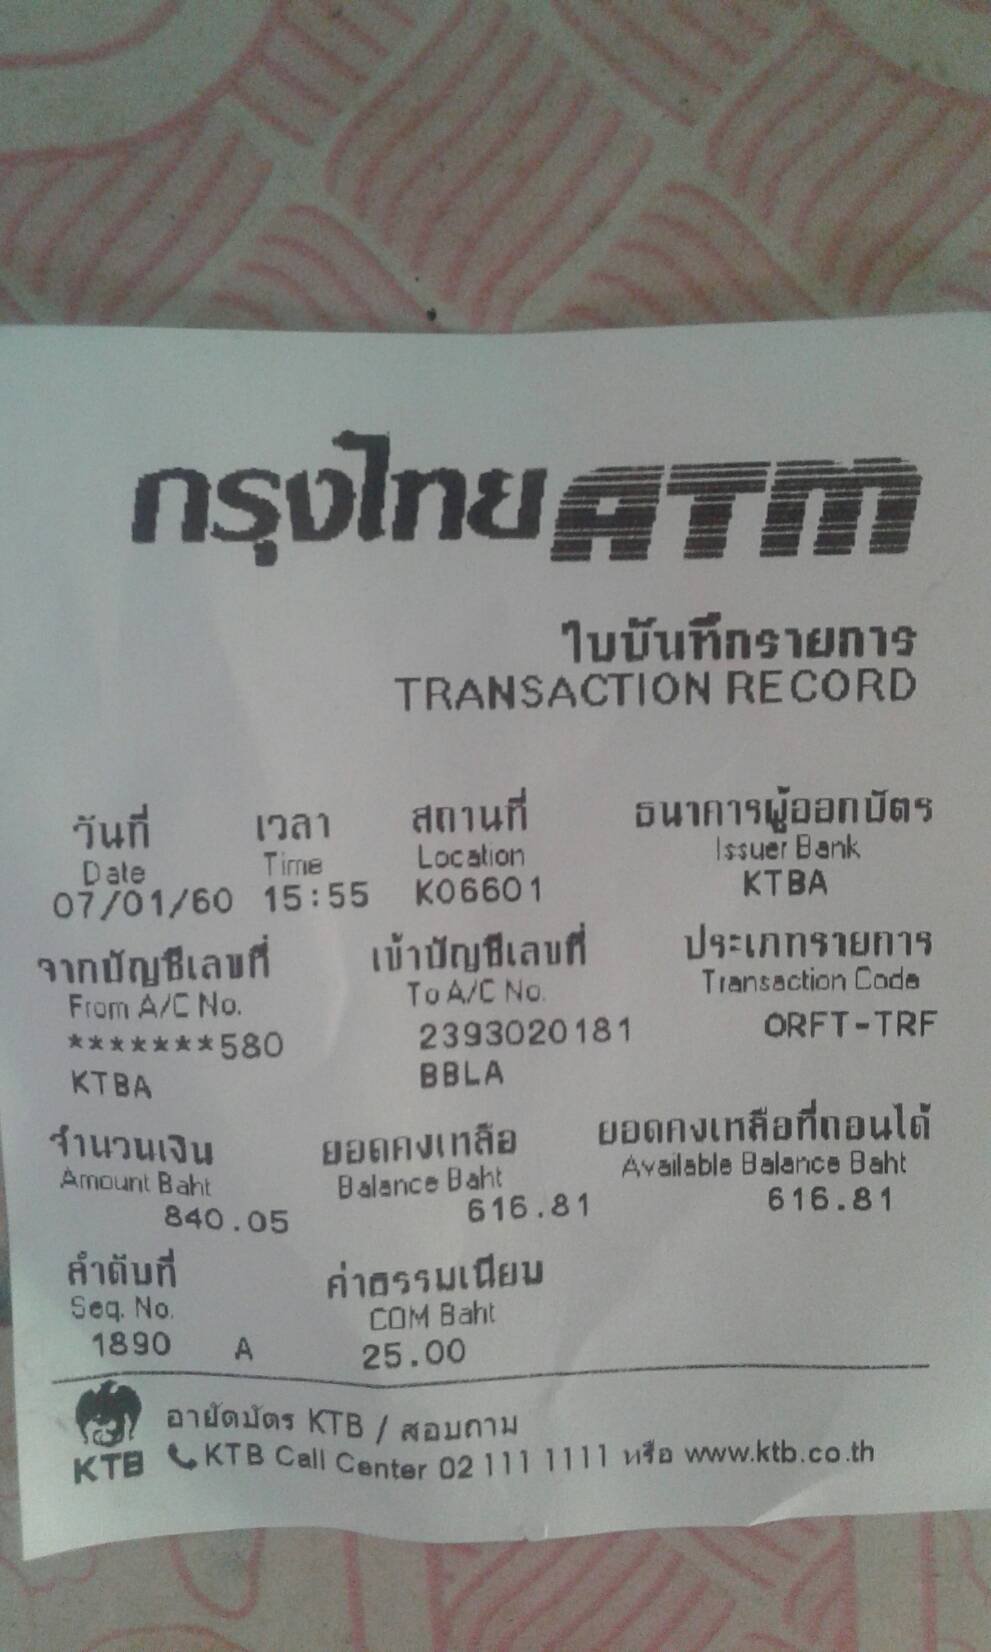 กรุงไทย ATM
ใบบันทึกรายการ
TRANSACTION RECORD
วันที่ เวลา สถานที่ ธนาคารผู้ออกบัตร
Date Time Location Issuer Bank
07/01/60 15:55 K06601 KTBA
จากบัญชีเลขที่ เข้าบัญชีเลขที่ ประเภทรายการ
From A/C No. To A/C No. Transaction Code
*******580 2393020181 ORFT-TRF
KTBA BBLA
จำนวนเงิน ยอดคงเหลือ ยอดคงเหลือที่ถอนได้
Amount Baht Balance Baht Available Balance Baht
840.05 616.81 616.81
ลำดับที่ ค่าธรรมเนียม
Seq. No. COM Baht
1890 A 25.00
อายัดบัตร KTB / สอบถาม
KTB KTB Call Center 02 111 1111 หรือ www.ktb.co.th